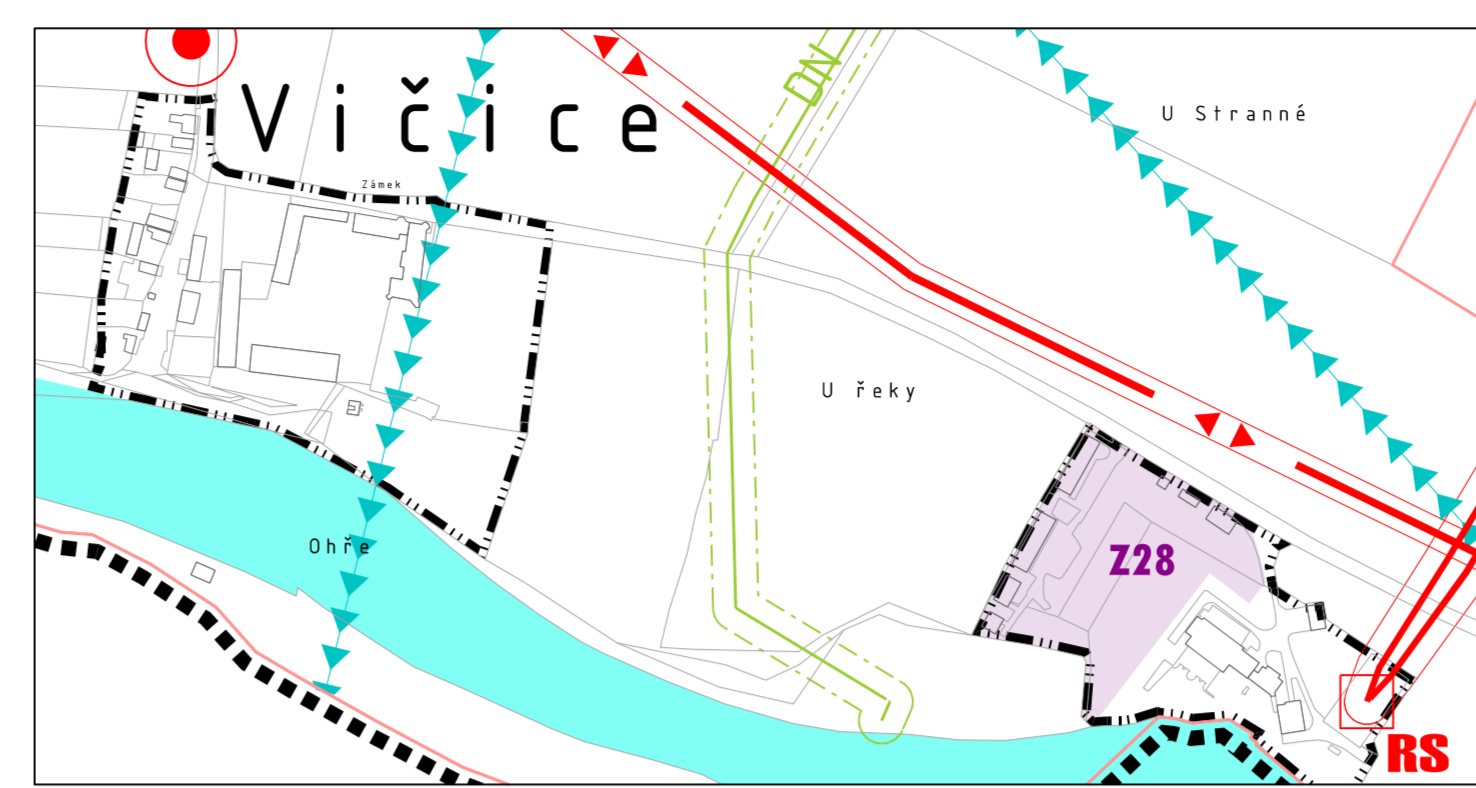 DN
Vičice
U Stranné
Zámek
U řeky
Ohře
Z28
RS